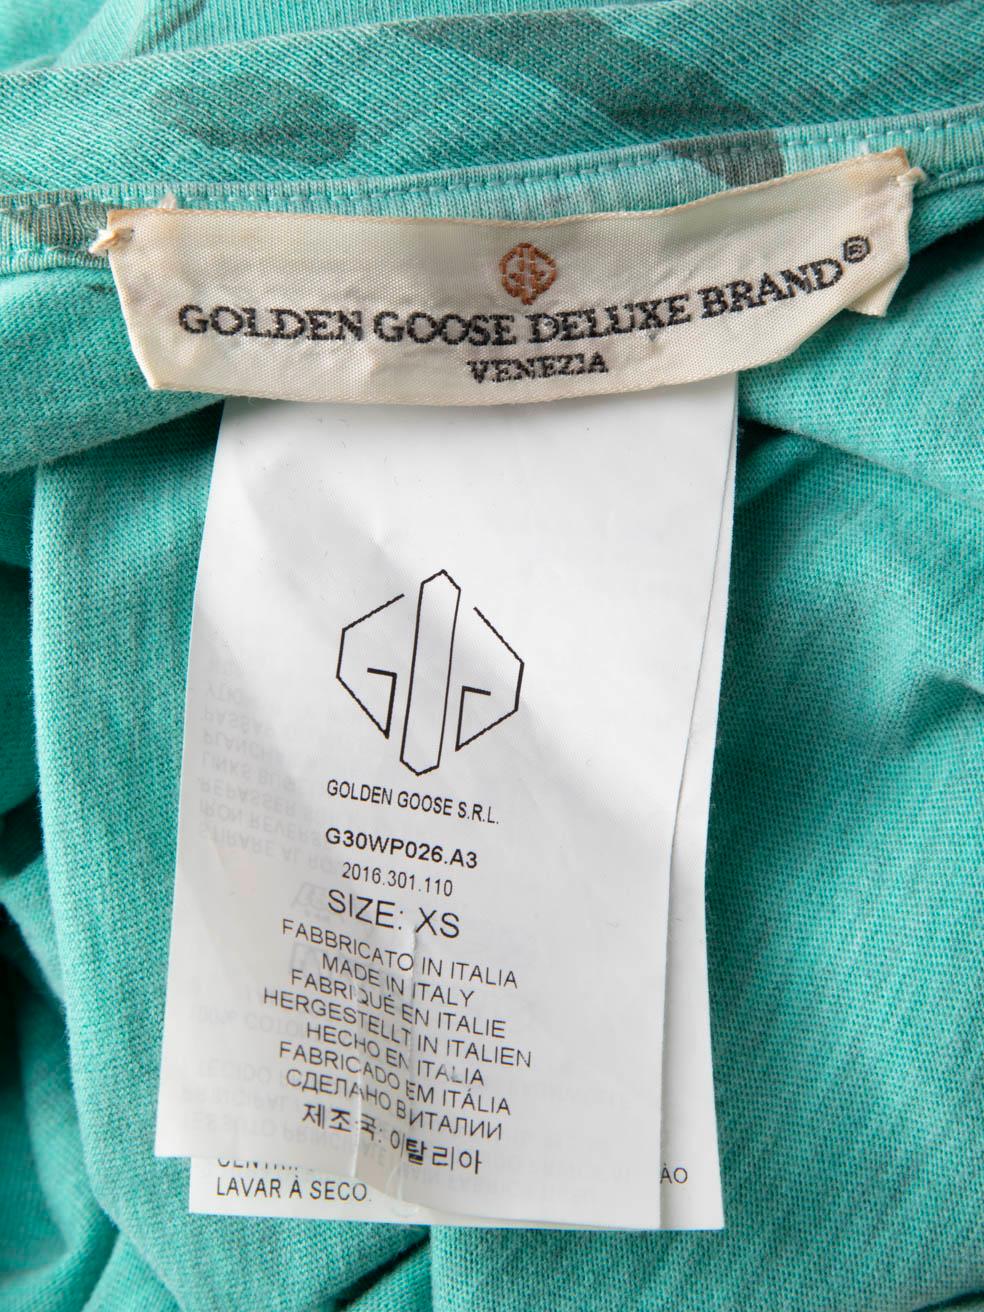 GOLDEN GOOSE DELUXE BRAND®
VENEZIA
GOLDEN GOOSE S.R.L.
G30WP026.A3
2016.301.110
SIZE: XS
FABBRICATO IN ITALIA
MADE IN ITALY
FABRIQUÉ EN ITALIE
HERGESTELLT IN ITALIEN
HECHO EN ITALIA
FABRICADO EM ITÁLIA
СДЕЛАНО В ИТАЛИИ
제조국: 이탈리아
LAVAR À SECO.